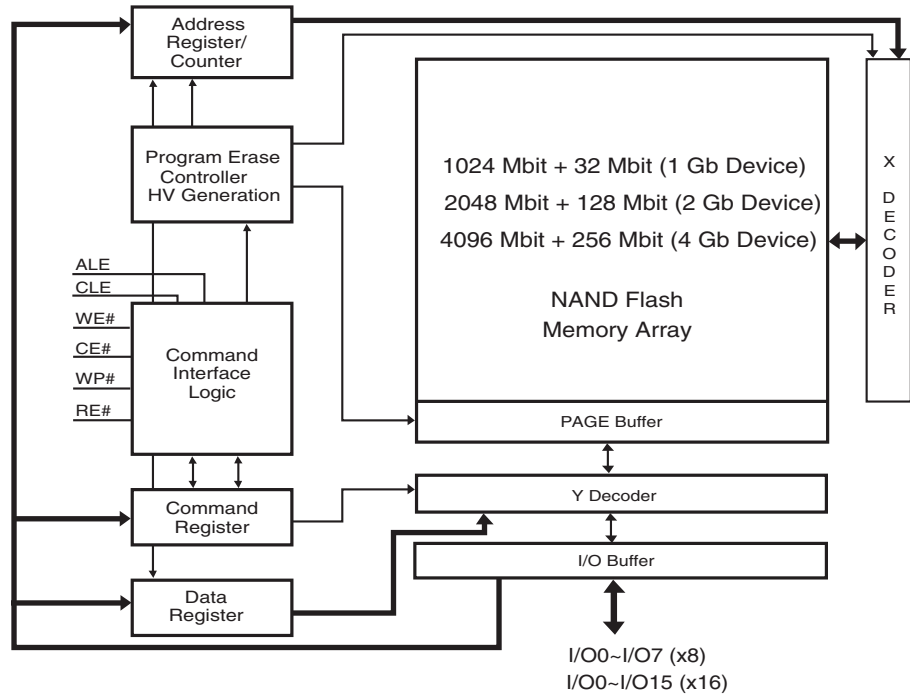 Address
Register/
Counter
Program Erase
Controller
HV Generation
1024 Mbit + 32 Mbit (1 Gb Device)
2048 Mbit + 128 Mbit (2 Gb Device)
4096 Mbit + 256 Mbit (4 Gb Device)
NAND Flash
Memory Array
X
DECODER
ALE
CLE
WE#
CE#
WP#
RE#
Command
Interface
Logic
PAGE Buffer
Command
Register
Y Decoder
I/O Buffer
Data
Register
I/O0~I/O7 (x8)
I/O0~I/O15 (x16)